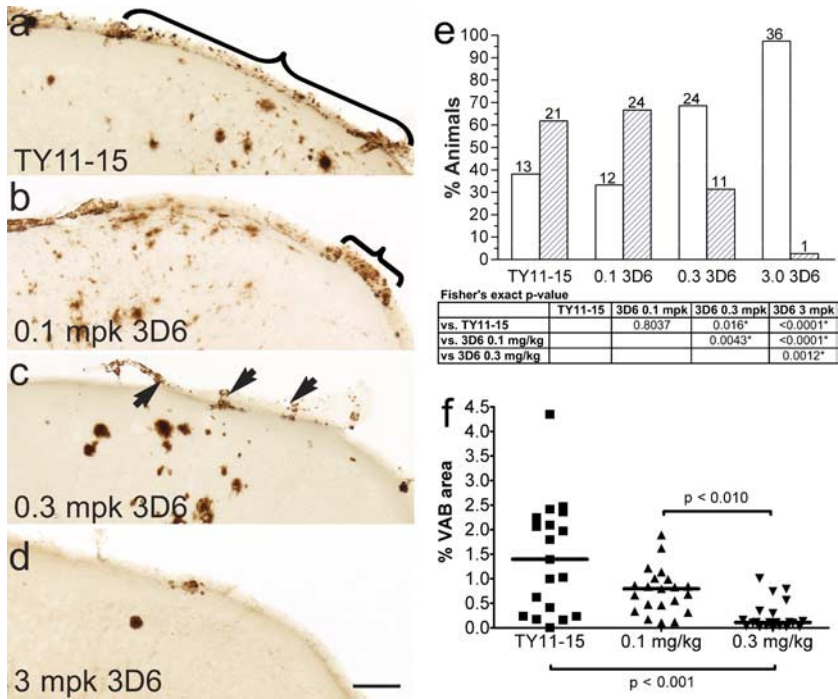 a
TY11-15
b
0.1 mpk 3D6
c
0.3 mpk 3D6
d
3 mpk 3D6
e
% Animals
100
90
80
70
60
50
40
30
20
10
0
13
21
12
24
24
11
36
1
TY11-15 0.1 3D6 0.3 3D6 3.0 3D6
Fisher's exact p-value
TY11-15 3D6 0.1 mpk 3D6 0.3 mpk 3D6 3 mpk
vs. TY11-15 0.8037 0.016* <0.0001*
vs. 3D6 0.1 mg/kg 0.0043* <0.0001*
vs 3D6 0.3 mg/kg 0.0012*
f
% VAB area
4.5
4.0
3.5
3.0
2.5
2.0
1.5
1.0
0.5
0.0
p < 0.010
TY11-15 0.1 mg/kg 0.3 mg/kg
p < 0.001